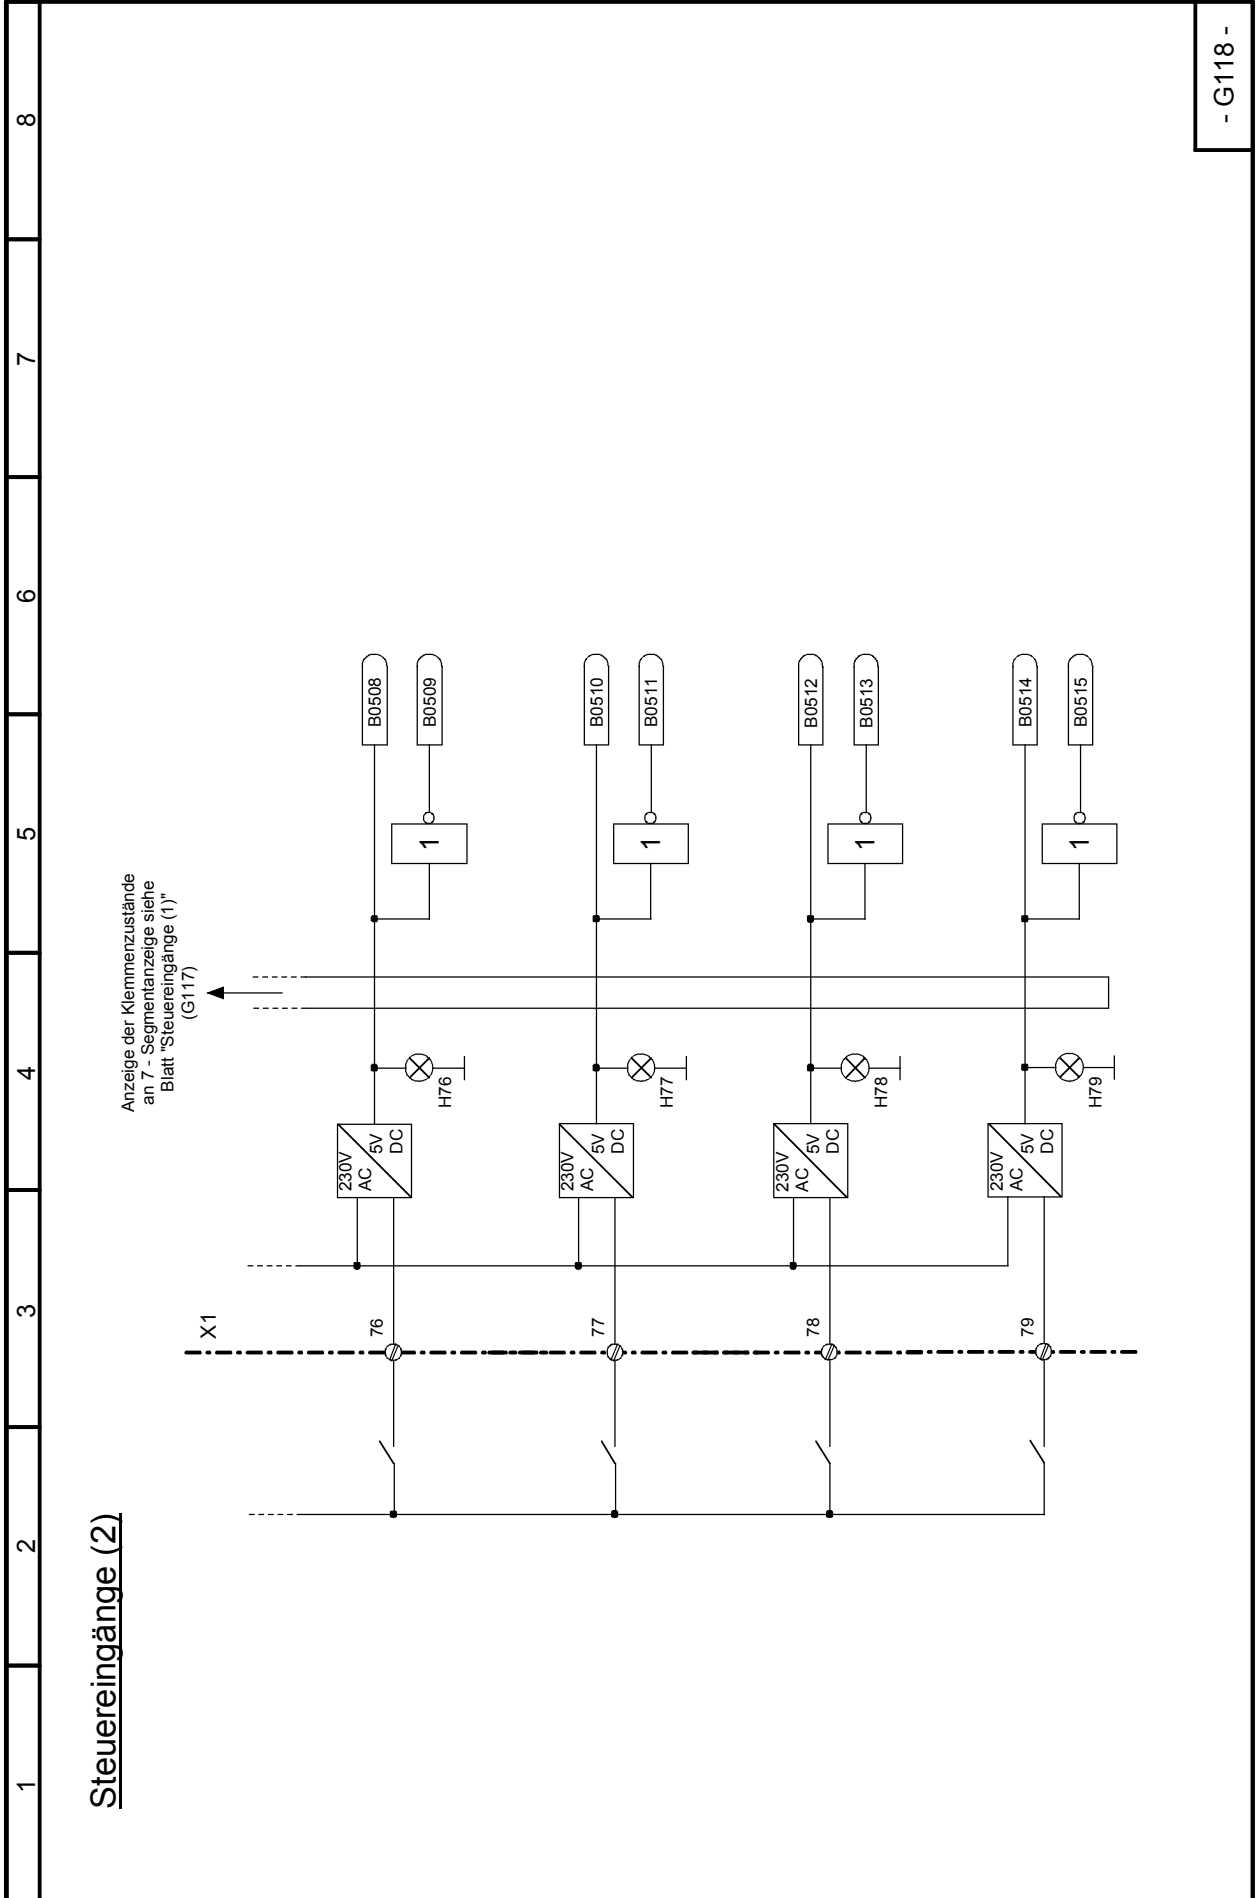 1
2
3
4
5
6
7
8
Steuereingänge (2)
Anzeige der Klemmenzustände
an 7 - Segmentanzeige siehe
Blatt "Steuereingänge (1)"
(G117)
X1
76
230V
AC
5V
DC
H76
1
B0508
B0509
77
230V
AC
5V
DC
H77
1
B0510
B0511
78
230V
AC
5V
DC
H78
1
B0512
B0513
79
230V
AC
5V
DC
H79
1
B0514
B0515
- G118 -